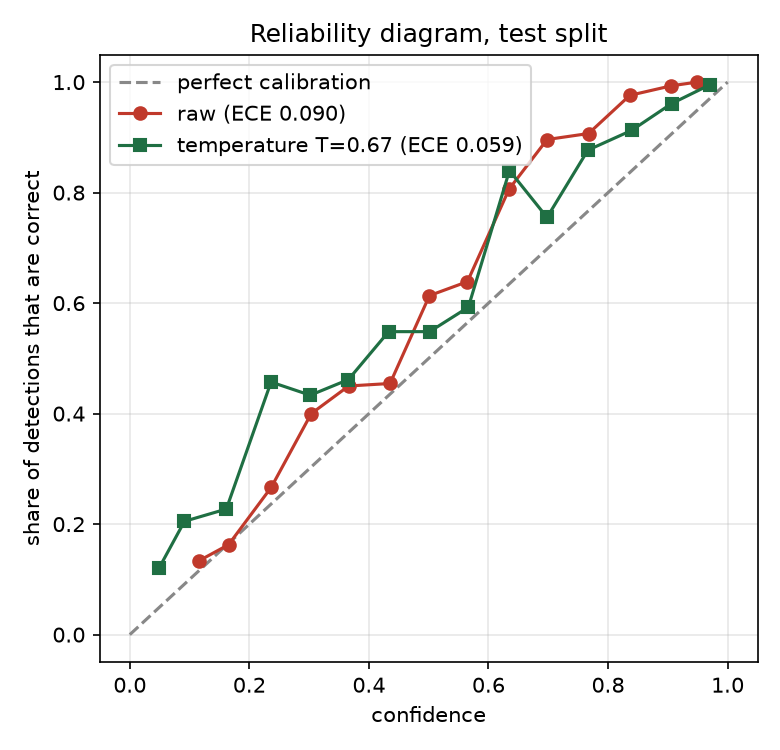 Reliability diagram, test split
perfect calibration
raw (ECE 0.090)
temperature T=0.67 (ECE 0.059)
share of detections that are correct
1.0
0.8
0.6
0.4
0.2
0.0
0.0 0.2 0.4 0.6 0.8 1.0
confidence